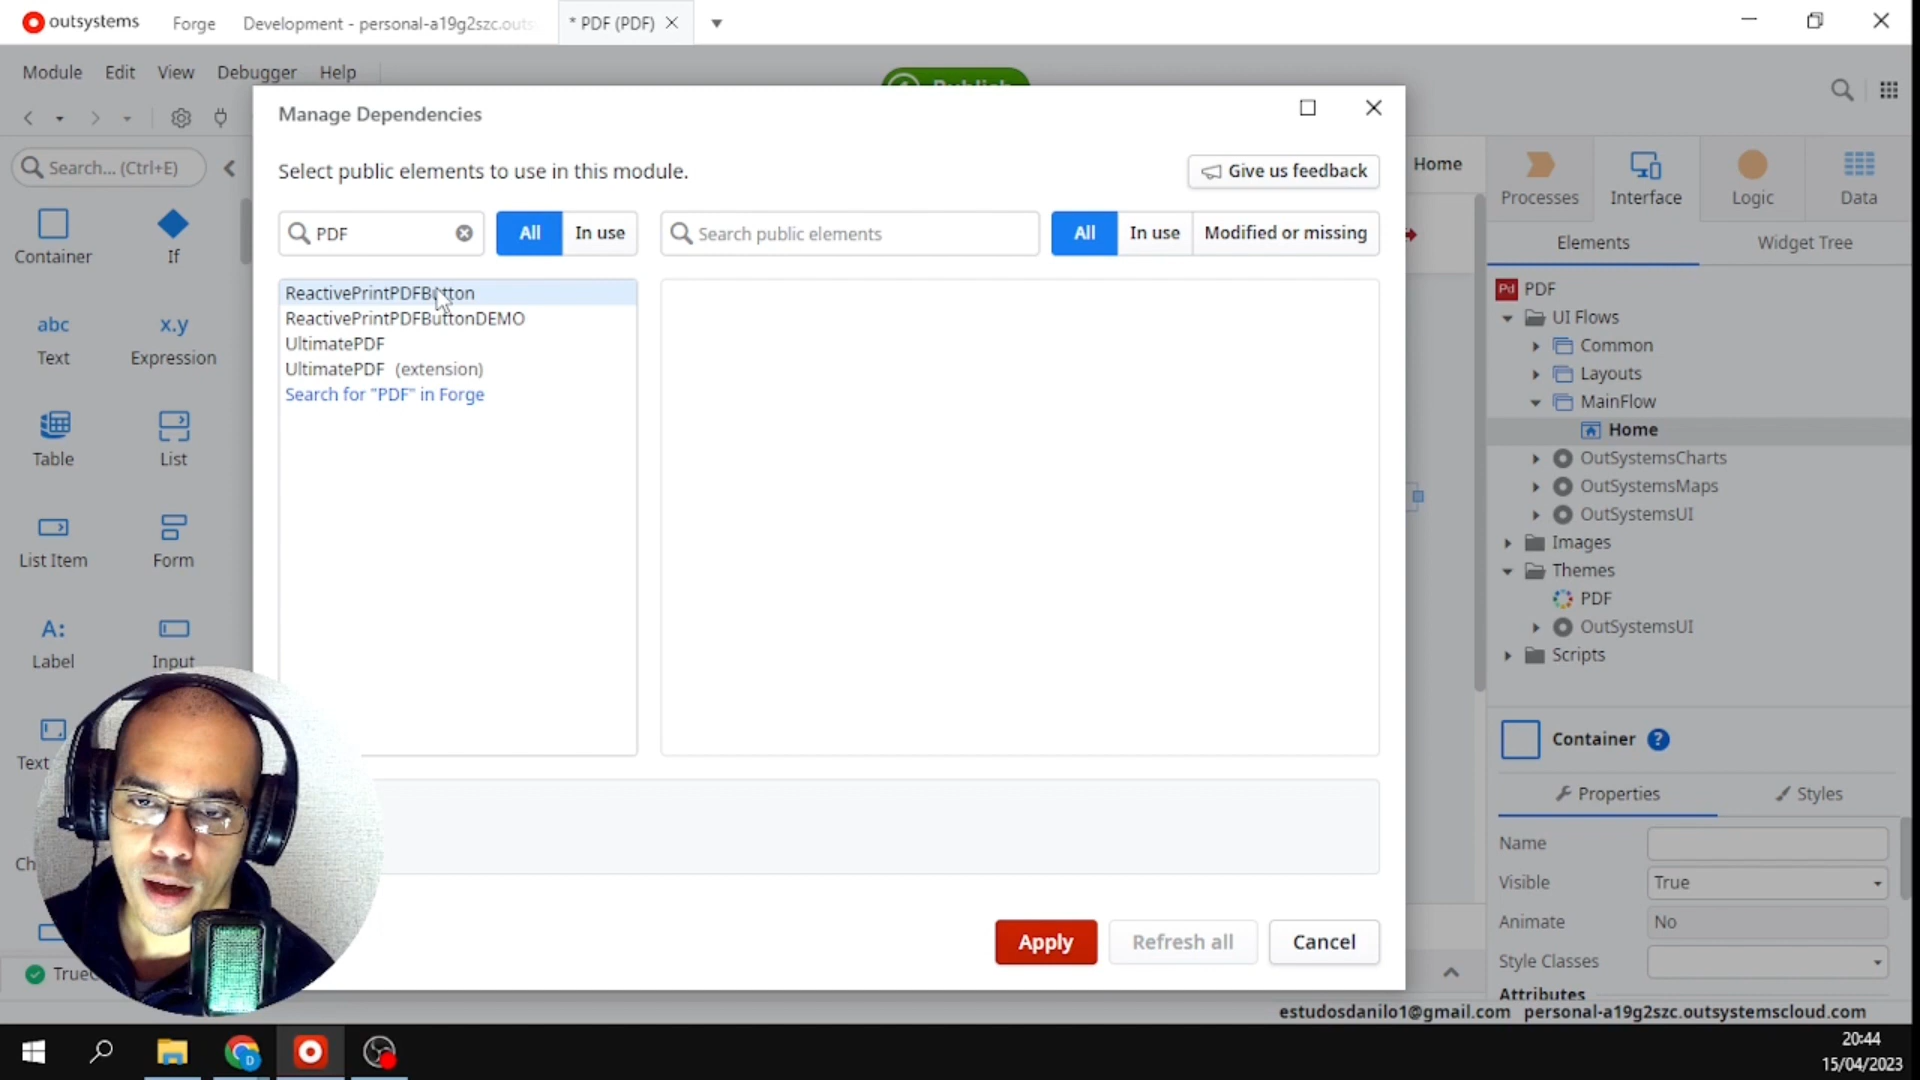 outsystems Forge Development - personal-a19g2szc.outs * PDF (PDF)
Module Edit View Debugger Help
Manage Dependencies
Select public elements to use in this module.
Give us feedback
Search... (Ctrl+E)
PDF
All In use
Search public elements
All In use Modified or missing
Home
Processes Interface Logic Data
Elements Widget Tree
Container If
abc x.y
Text Expression
Table List
List Item Form
A:
Label Input
Text
Ch
True
ReactivePrintPDFButton
ReactivePrintPDFButtonDEMO
UltimatePDF
UltimatePDF (extension)
Search for "PDF" in Forge
Pd PDF
UI Flows
Common
Layouts
MainFlow
Home
OutSystemsCharts
OutSystemsMaps
OutSystemsUI
Images
Themes
PDF
OutSystemsUI
Scripts
Container ?
Properties Styles
Name
Visible True
Animate No
Style Classes
Attributes
Apply Refresh all Cancel
estudosdanilo1@gmail.com personal-a19g2szc.outsystemscloud.com
D
20:44
15/04/2023